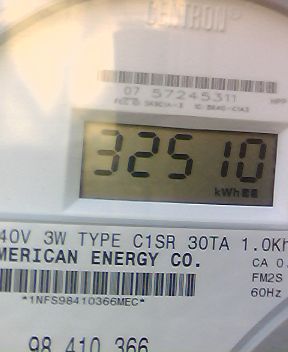 CENTRON®
07 57245311
32510
kWh
40V 3W TYPE C1SR 30TA 1.0Kh
MERICAN ENERGY CO.
CA 0.
FM2S
60Hz
*1NFS98410366MEC*
98 410 366